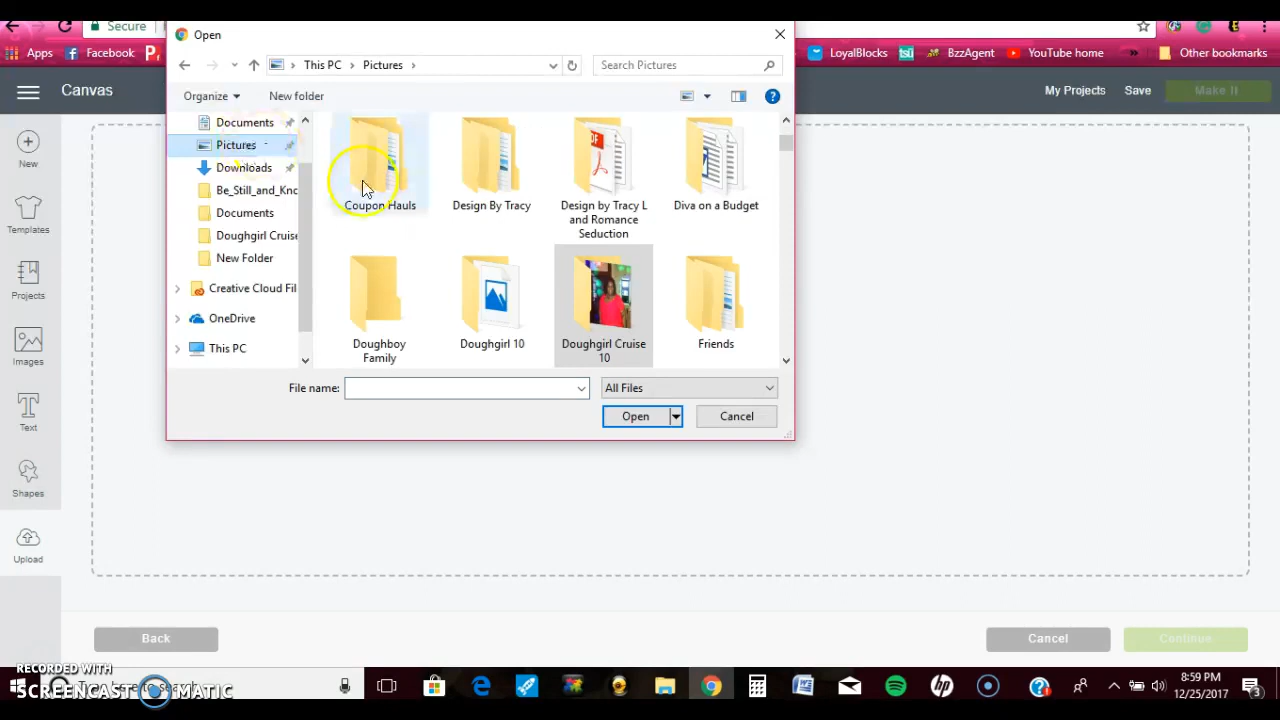 Secure
Open
Apps
Facebook
LoyalBlocks
tsu
BzzAgent
YouTube home
»
Other bookmarks
This PC > Pictures >
Search Pictures
Canvas
My Projects
Save
Make It
Organize
New folder
New
Templates
Projects
Images
Text
Shapes
Upload
Documents
Pictures
Downloads
Be_Still_and_Kno
Documents
Doughgirl Cruise
New Folder
Creative Cloud Fil
OneDrive
This PC
Coupon Hauls
Design By Tracy
Design by Tracy L
and Romance
Seduction
Diva on a Budget
Doughboy
Family
Doughgirl 10
Doughgirl Cruise
10
Friends
File name:
All Files
Open
Cancel
Back
Cancel
Continue
RECORDED WITH
SCREENCAST MATIC
8:59 PM
12/25/2017
3